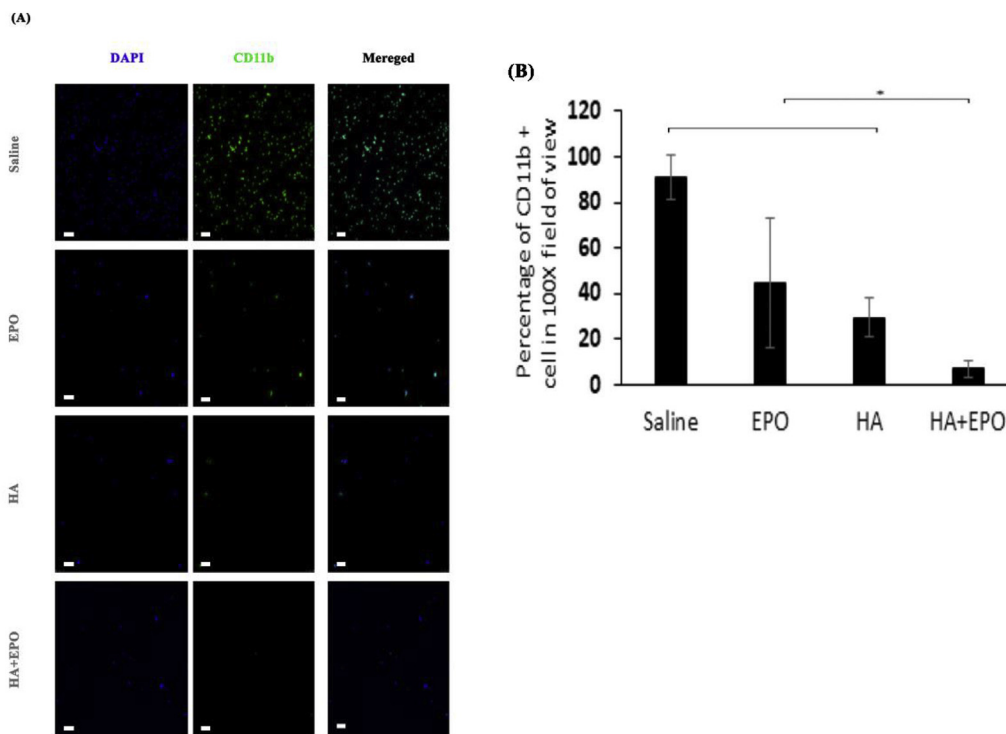 (A)
DAPI CD11b Mereged
Saline
EPO
HA
HA+EPO
(B)
*
Percentage of CD11b +
cell in 100X field of view
120
100
80
60
40
20
0
Saline EPO HA HA+EPO